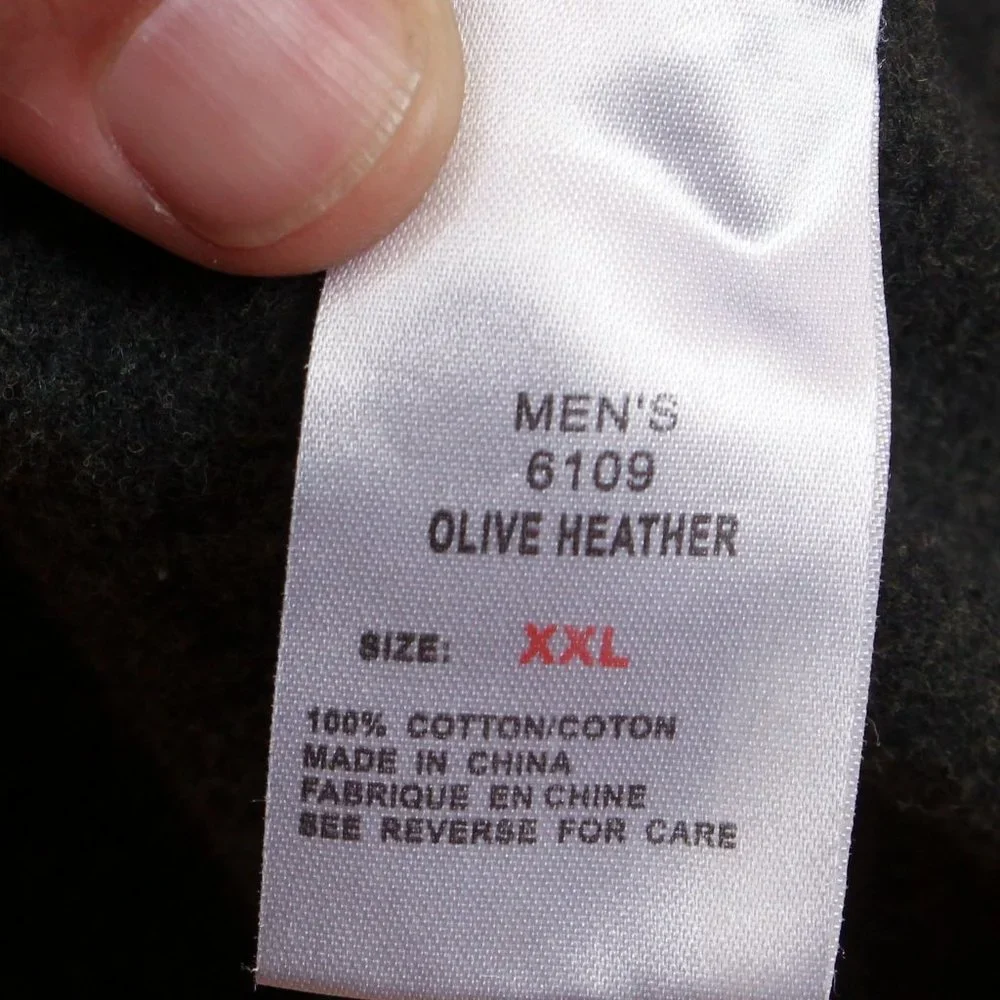 MEN'S
6109
OLIVE HEATHER
SIZE: XXL
100% COTTON/COTON
MADE IN CHINA
FABRIQUE EN CHINE
SEE REVERSE FOR CARE